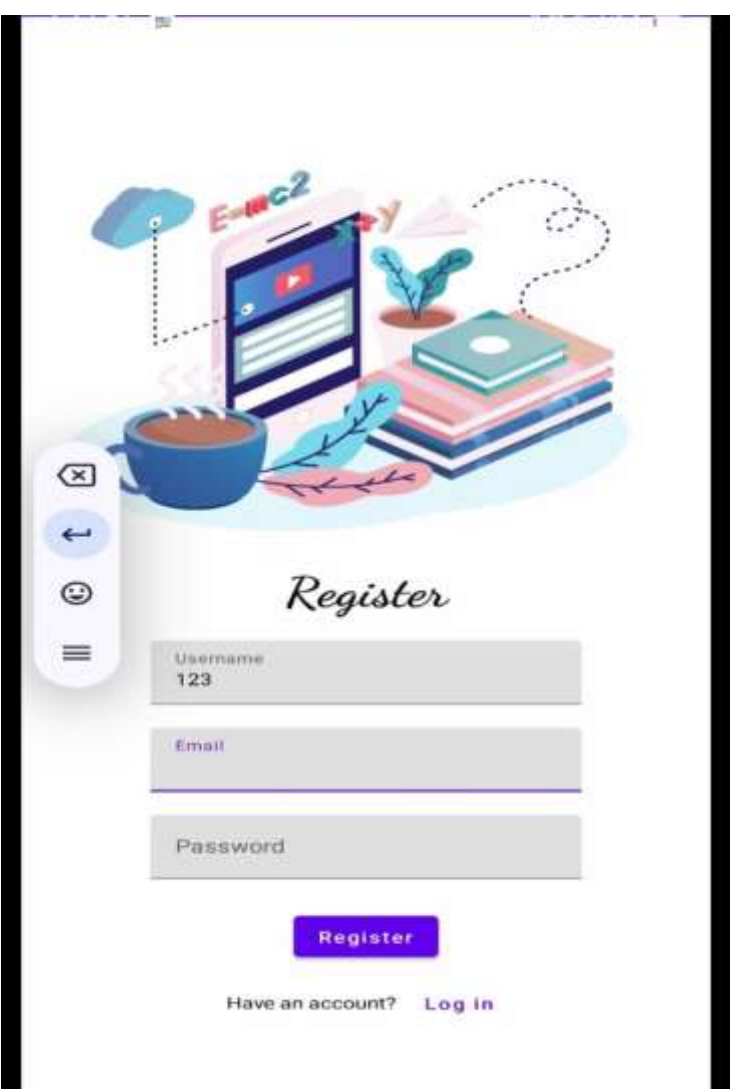 E=mc2
x+y
Register
Username
123
Email
Password
Register
Have an account? Log in